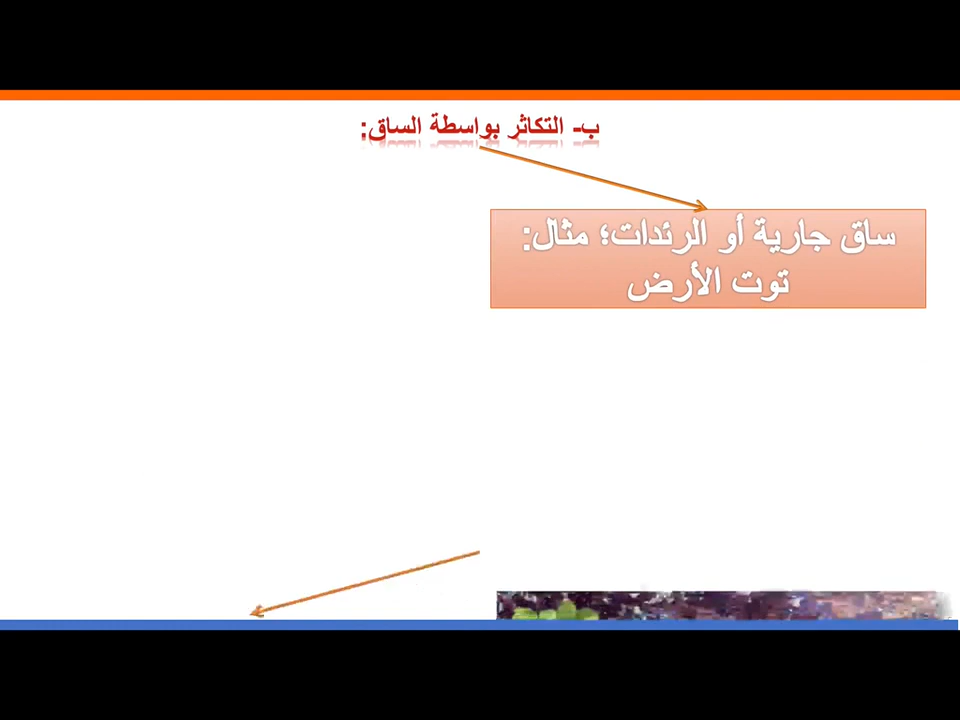 ب- التكاثر بواسطة الساق:
ساق جارية أو الرئدات؛ مثال:
توت الأرض